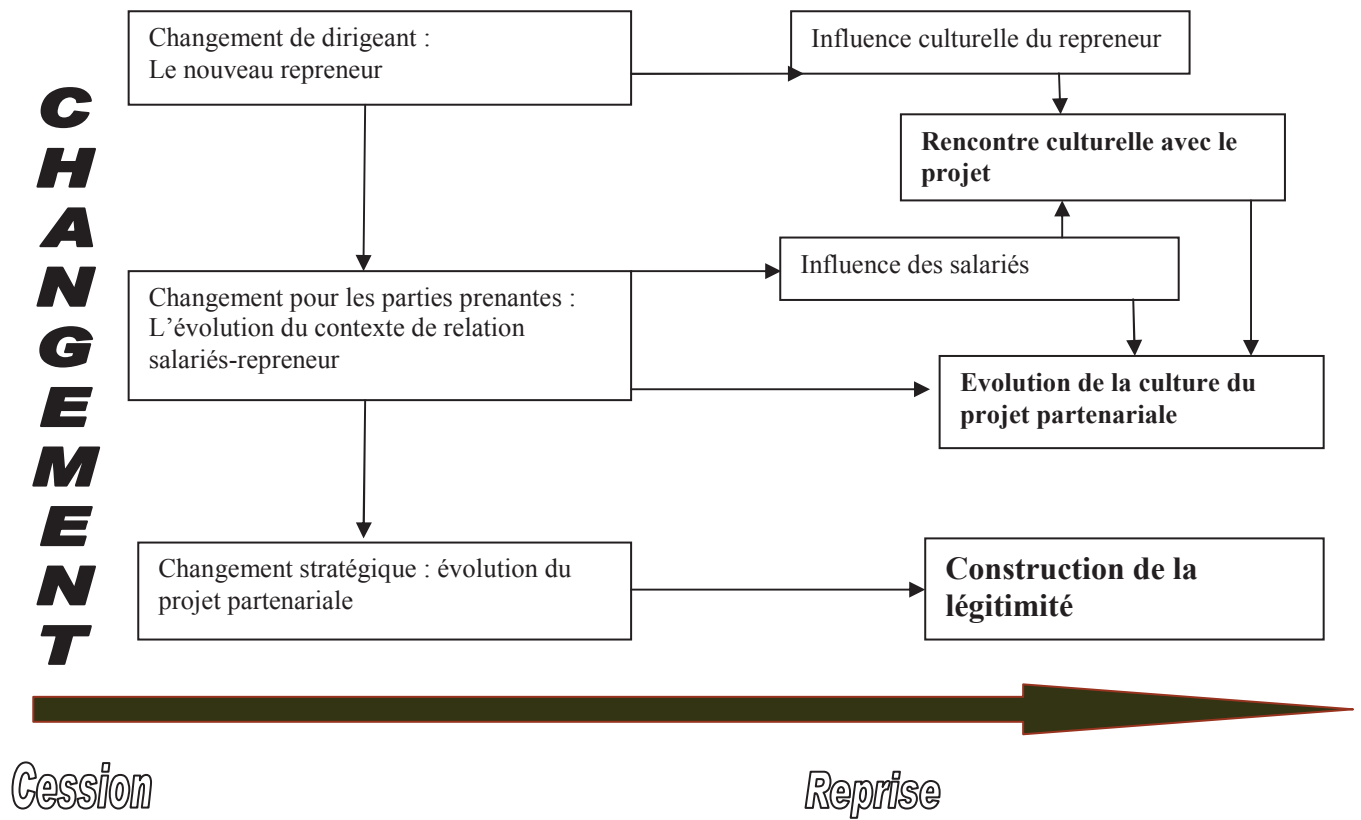 CHANGEMENT
Changement de dirigeant :
Le nouveau repreneur
Influence culturelle du repreneur
Rencontre culturelle avec le
projet
Influence des salariés
Changement pour les parties prenantes :
L’évolution du contexte de relation
salariés-repreneur
Evolution de la culture du
projet partenariale
Changement stratégique : évolution du
projet partenariale
Construction de la
légitimité
Cession
Reprise